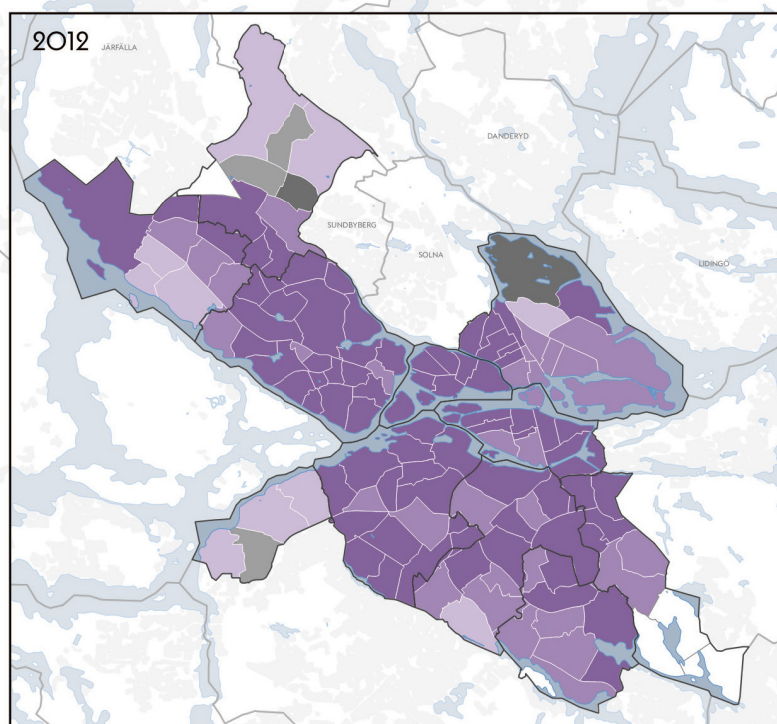 2012
JÄRFÄLLA
DANDERYD
SUNDBYBERG
SOLNA
LIDINGÖ